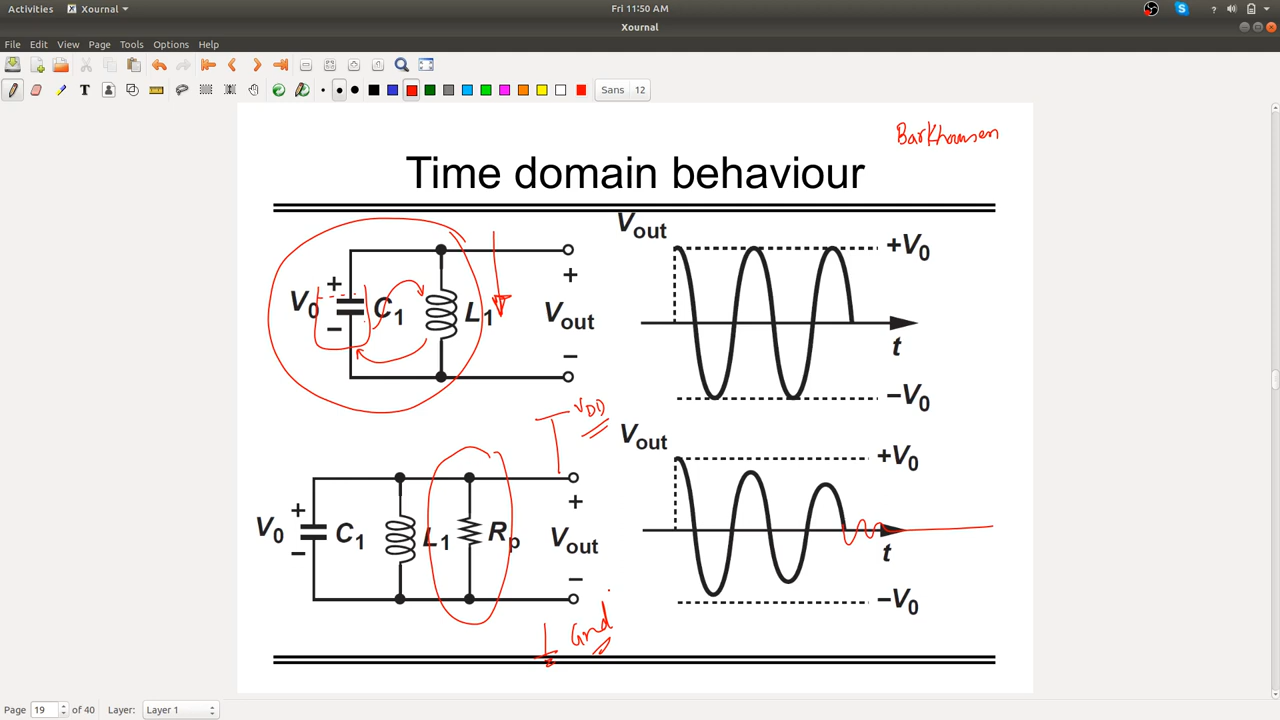 Activities
Xournal
Fri 11:50 AM
Xournal
File Edit View Page Tools Options Help
Sans 12
Barkhausen
Time domain behaviour
Vout
+V0
V0 + − C1 L1
+ Vout −
t
−V0
VDD
Vout
+V0
V0 + − C1 L1 Rp
+ Vout −
t
−V0
Gnd
Page 19 of 40 Layer: Layer 1